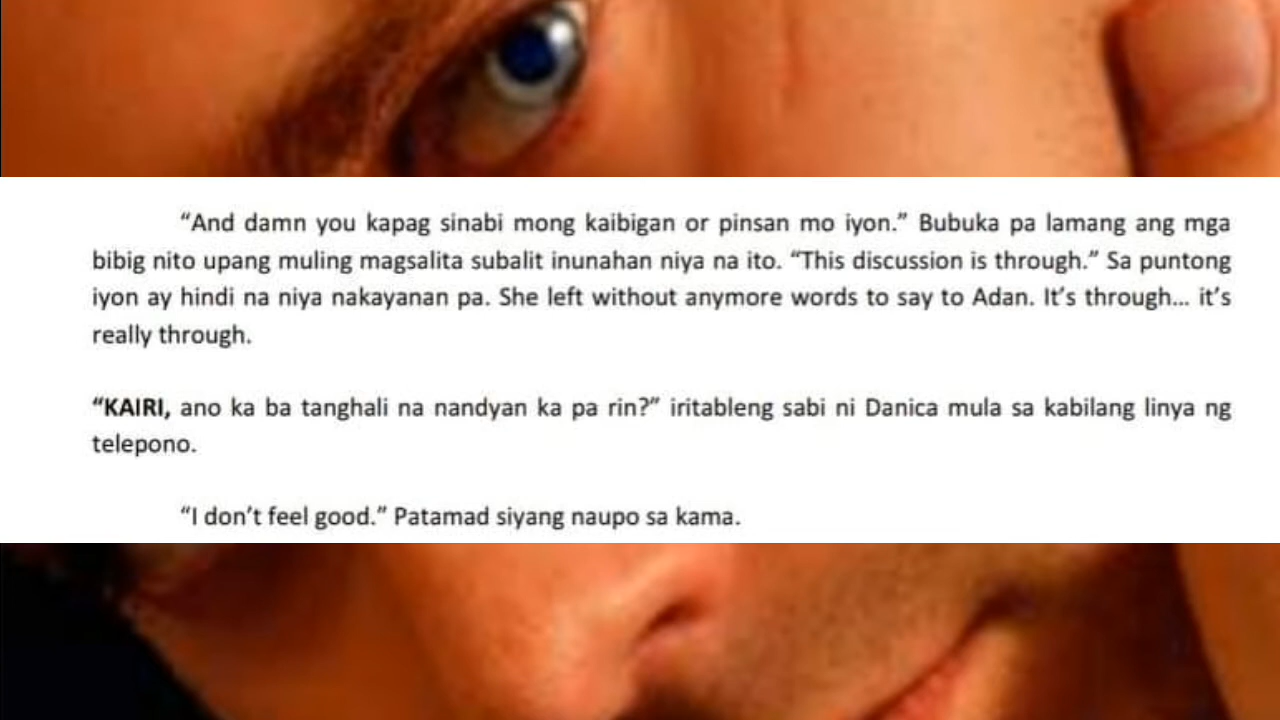 “And damn you kapag sinabi mong kaibigan or pinsan mo iyon.” Bubuka pa lamang ang mga
bibig nito upang muling magsalita subalit inunahan niya na ito. “This discussion is through.” Sa puntong
iyon ay hindi na niya nakayanan pa. She left without anymore words to say to Adan. It’s through… it’s
really through.
“KAIRI, ano ka ba tanghali na nandyan ka pa rin?” iritableng sabi ni Danica mula sa kabilang linya ng
telepono.
“I don’t feel good.” Patamad siyang naupo sa kama.